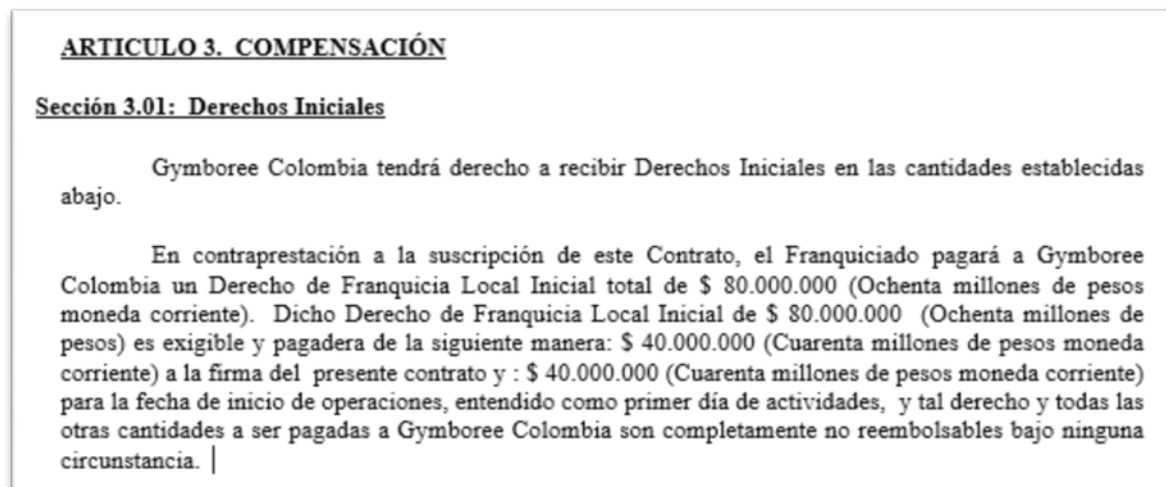 ARTICULO 3. COMPENSACIÓN
Sección 3.01: Derechos Iniciales
Gymboree Colombia tendrá derecho a recibir Derechos Iniciales en las cantidades establecidas
abajo.
En contraprestación a la suscripción de este Contrato, el Franquiciado pagará a Gymboree
Colombia un Derecho de Franquicia Local Inicial total de $ 80.000.000 (Ochenta millones de pesos
moneda corriente). Dicho Derecho de Franquicia Local Inicial de $ 80.000.000 (Ochenta millones de
pesos) es exigible y pagadera de la siguiente manera: $ 40.000.000 (Cuarenta millones de pesos moneda
corriente) a la firma del presente contrato y : $ 40.000.000 (Cuarenta millones de pesos moneda corriente)
para la fecha de inicio de operaciones, entendido como primer día de actividades, y tal derecho y todas las
otras cantidades a ser pagadas a Gymboree Colombia son completamente no reembolsables bajo ninguna
circunstancia.